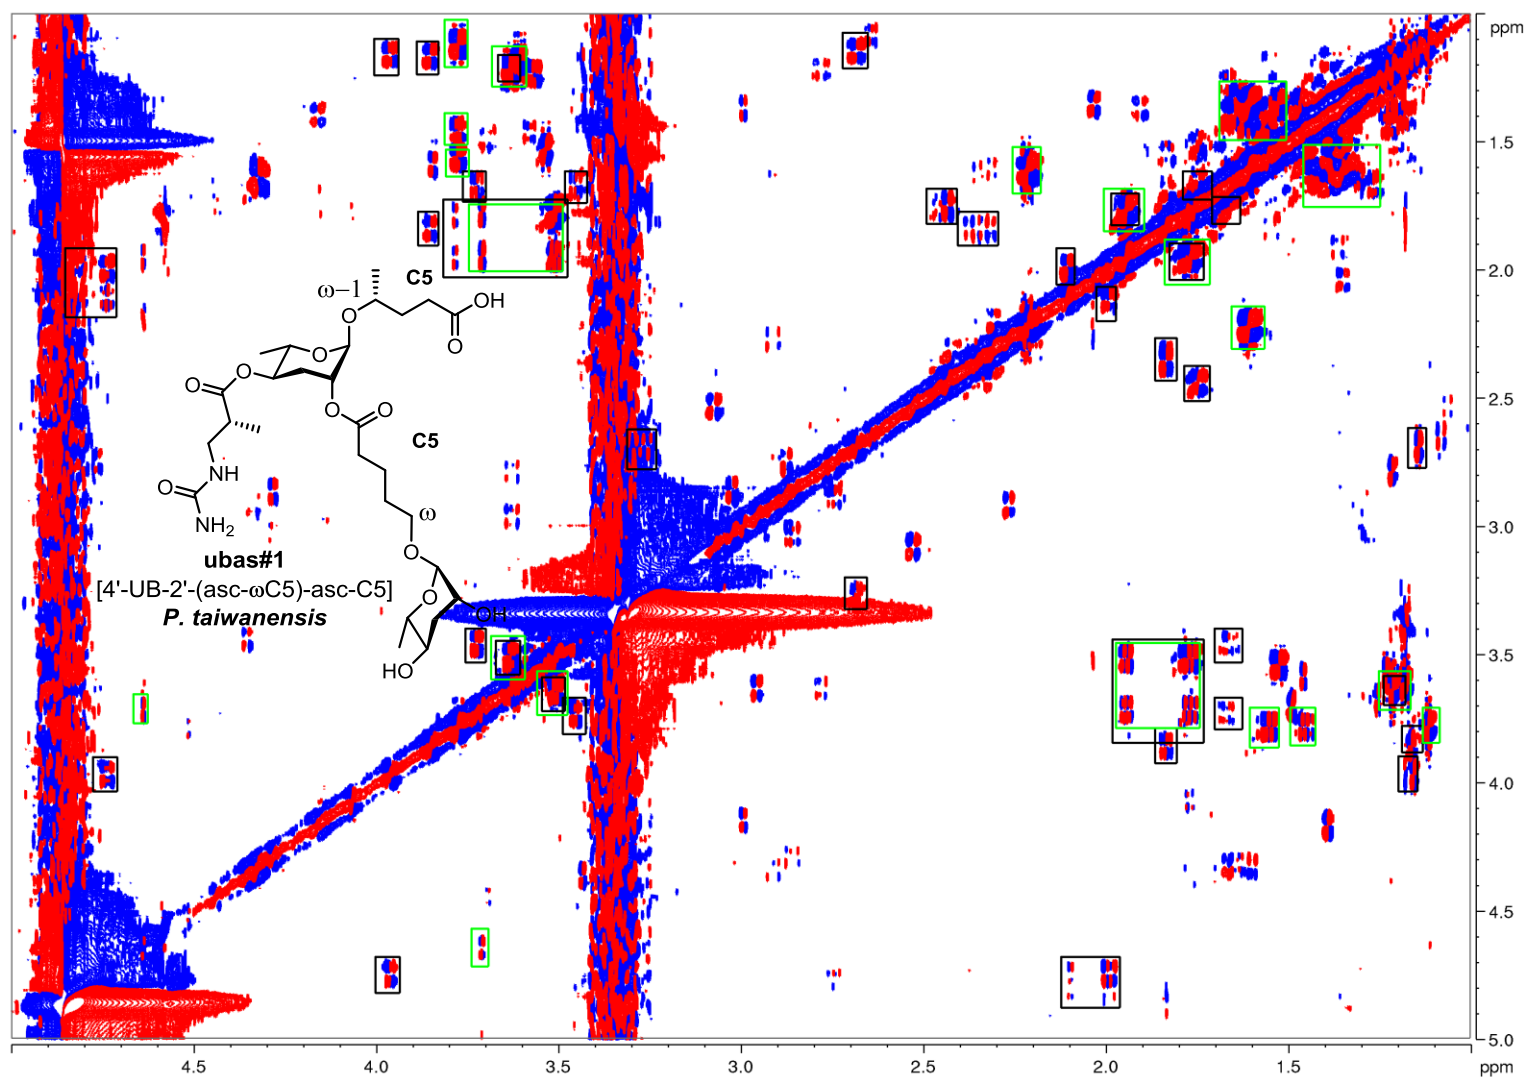 ppm
1.5
2.0
2.5
3.0
3.5
4.0
4.5
5.0
C5
ω−1
OH
O
O
O
O
O
O
O
C5
NH
O
NH2
ω
ubas#1
O
[4'-UB-2'-(asc-ωC5)-asc-C5]
O
P. taiwanensis
OH
HO
4.5 4.0 3.5 3.0 2.5 2.0 1.5 ppm